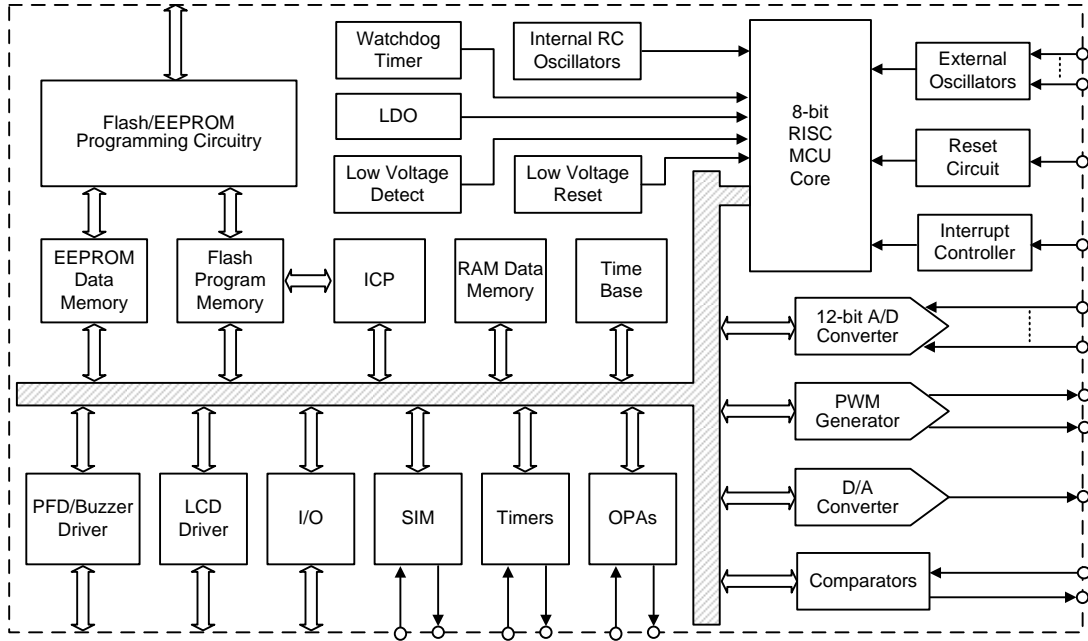 Watchdog
Timer
Internal RC
Oscillators
External
Oscillators
Flash/EEPROM
Programming Circuitry
LDO
8-bit
RISC
MCU
Core
Low Voltage
Detect
Low Voltage
Reset
Reset
Circuit
Interrupt
Controller
EEPROM
Data
Memory
Flash
Program
Memory
ICP
RAM Data
Memory
Time
Base
12-bit A/D
Converter
PWM
Generator
PFD/Buzzer
Driver
LCD
Driver
I/O
SIM
Timers
OPAs
D/A
Converter
Comparators